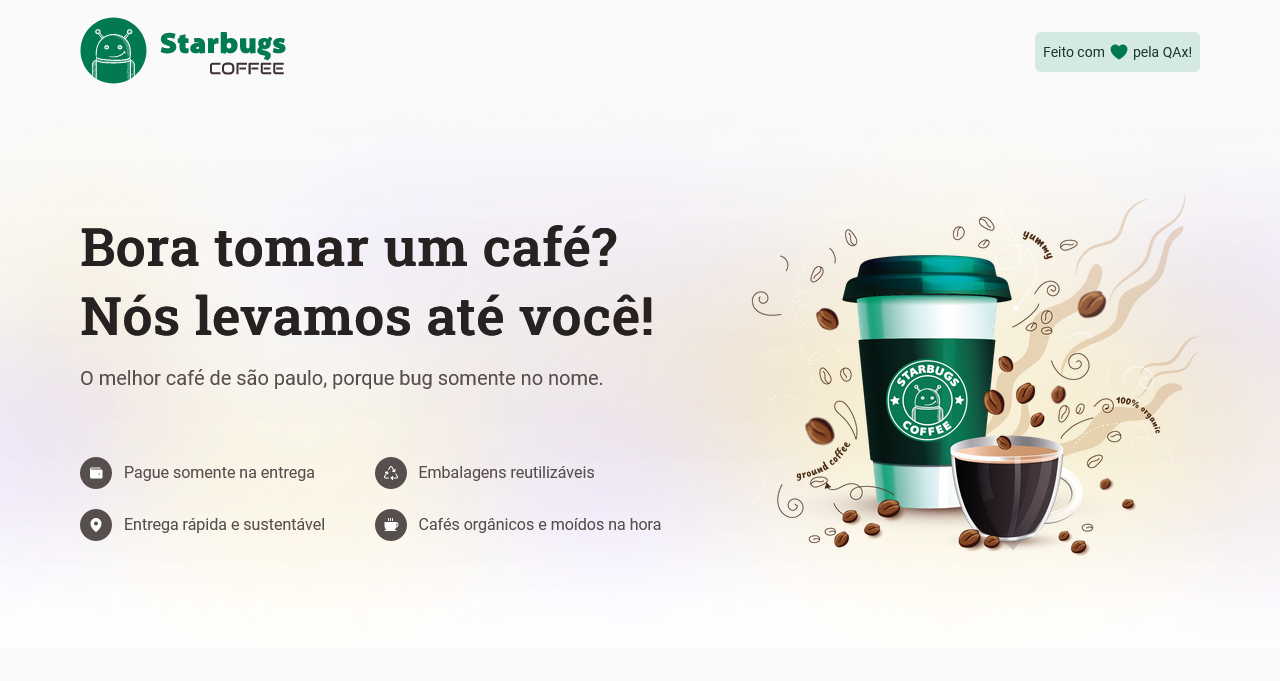 Starbugs
COFFEE
Feito com pela QAx!
Bora tomar um café?
Nós levamos até você!
O melhor café de são paulo, porque bug somente no nome.
Pague somente na entrega
Embalagens reutilizáveis
Entrega rápida e sustentável
Cafés orgânicos e moídos na hora
yummy
STARBUGS
COFFEE
100% organic
ground coffee